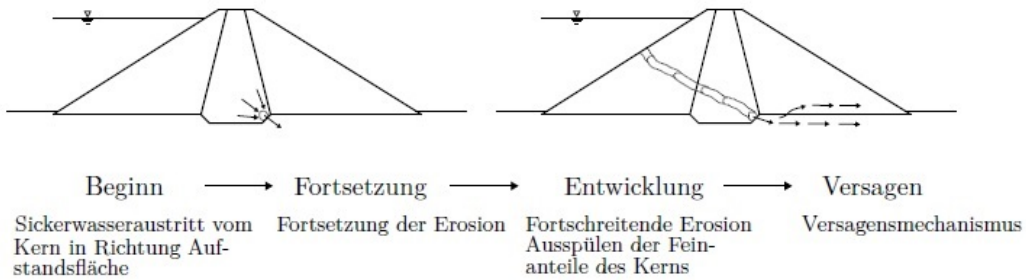 Beginn
Fortsetzung
Entwicklung
Versagen
Sickerwasseraustritt vom
Kern in Richtung Auf-
standsfläche
Fortsetzung der Erosion
Fortschreitende Erosion
Ausspülen der Fein-
anteile des Kerns
Versagensmechanismus